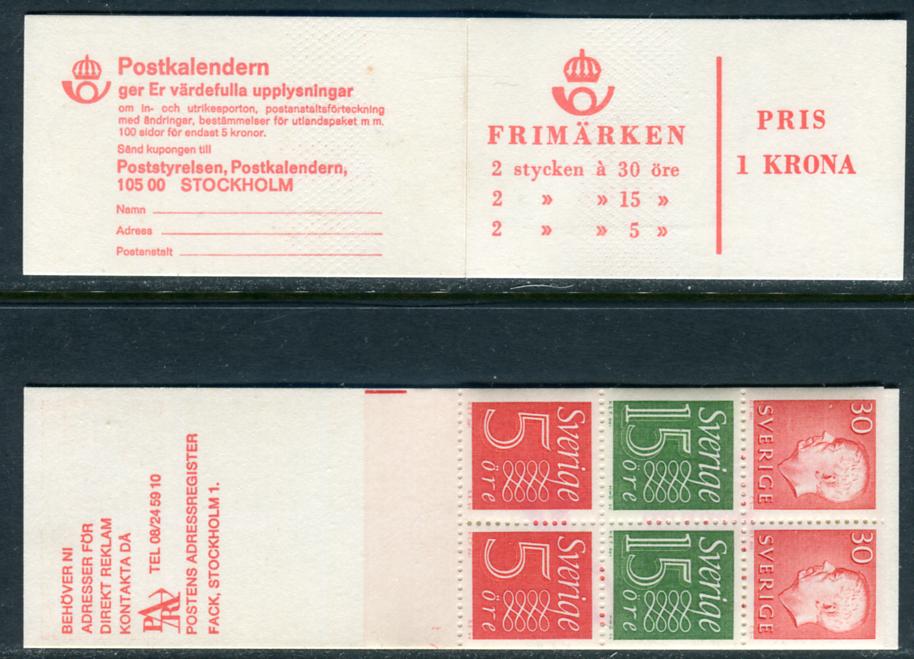 Postkalendern
ger Er värdefulla upplysningar
om in- och utrikesporton, postanstaltsförteckning
med ändringar, bestämmelser för utlandspaket m m.
100 sidor för endast 5 kronor.
Sänd kupongen till
Poststyrelsen, Postkalendern,
105 00 STOCKHOLM
Namn
Adress
Postanstalt
FRIMÄRKEN
2 stycken à 30 öre
2 » » 15 »
2 » » 5 »
PRIS
1 KRONA
BEHÖVER NI
ADRESSER FÖR
DIREKT REKLAM
KONTAKTA DÅ
PAR TEL 08/24 59 10
POSTENS ADRESSREGISTER
FACK, STOCKHOLM 1.
Sverige
5 öre
Sverige
15 öre
30
SVERIGE
Sverige
5 öre
Sverige
15 öre
30
SVERIGE